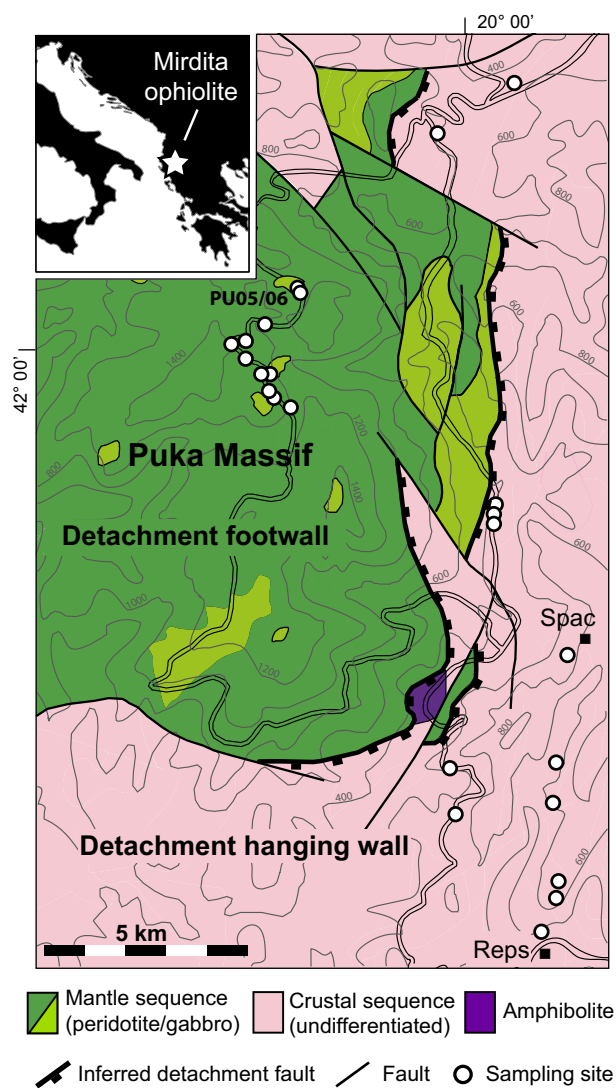 20° 00'
Mirdita
ophiolite
400
600
800
800
600
PU05/06
600
800
42° 00'
1400
1200
Puka Massif
800
1400
Detachment footwall
600
600
1000
Spac
1200
800
400
Detachment hanging wall
600
5 km
Reps
Mantle sequence
(peridotite/gabbro)
Crustal sequence
(undifferentiated)
Amphibolite
Inferred detachment fault
Fault
Sampling site